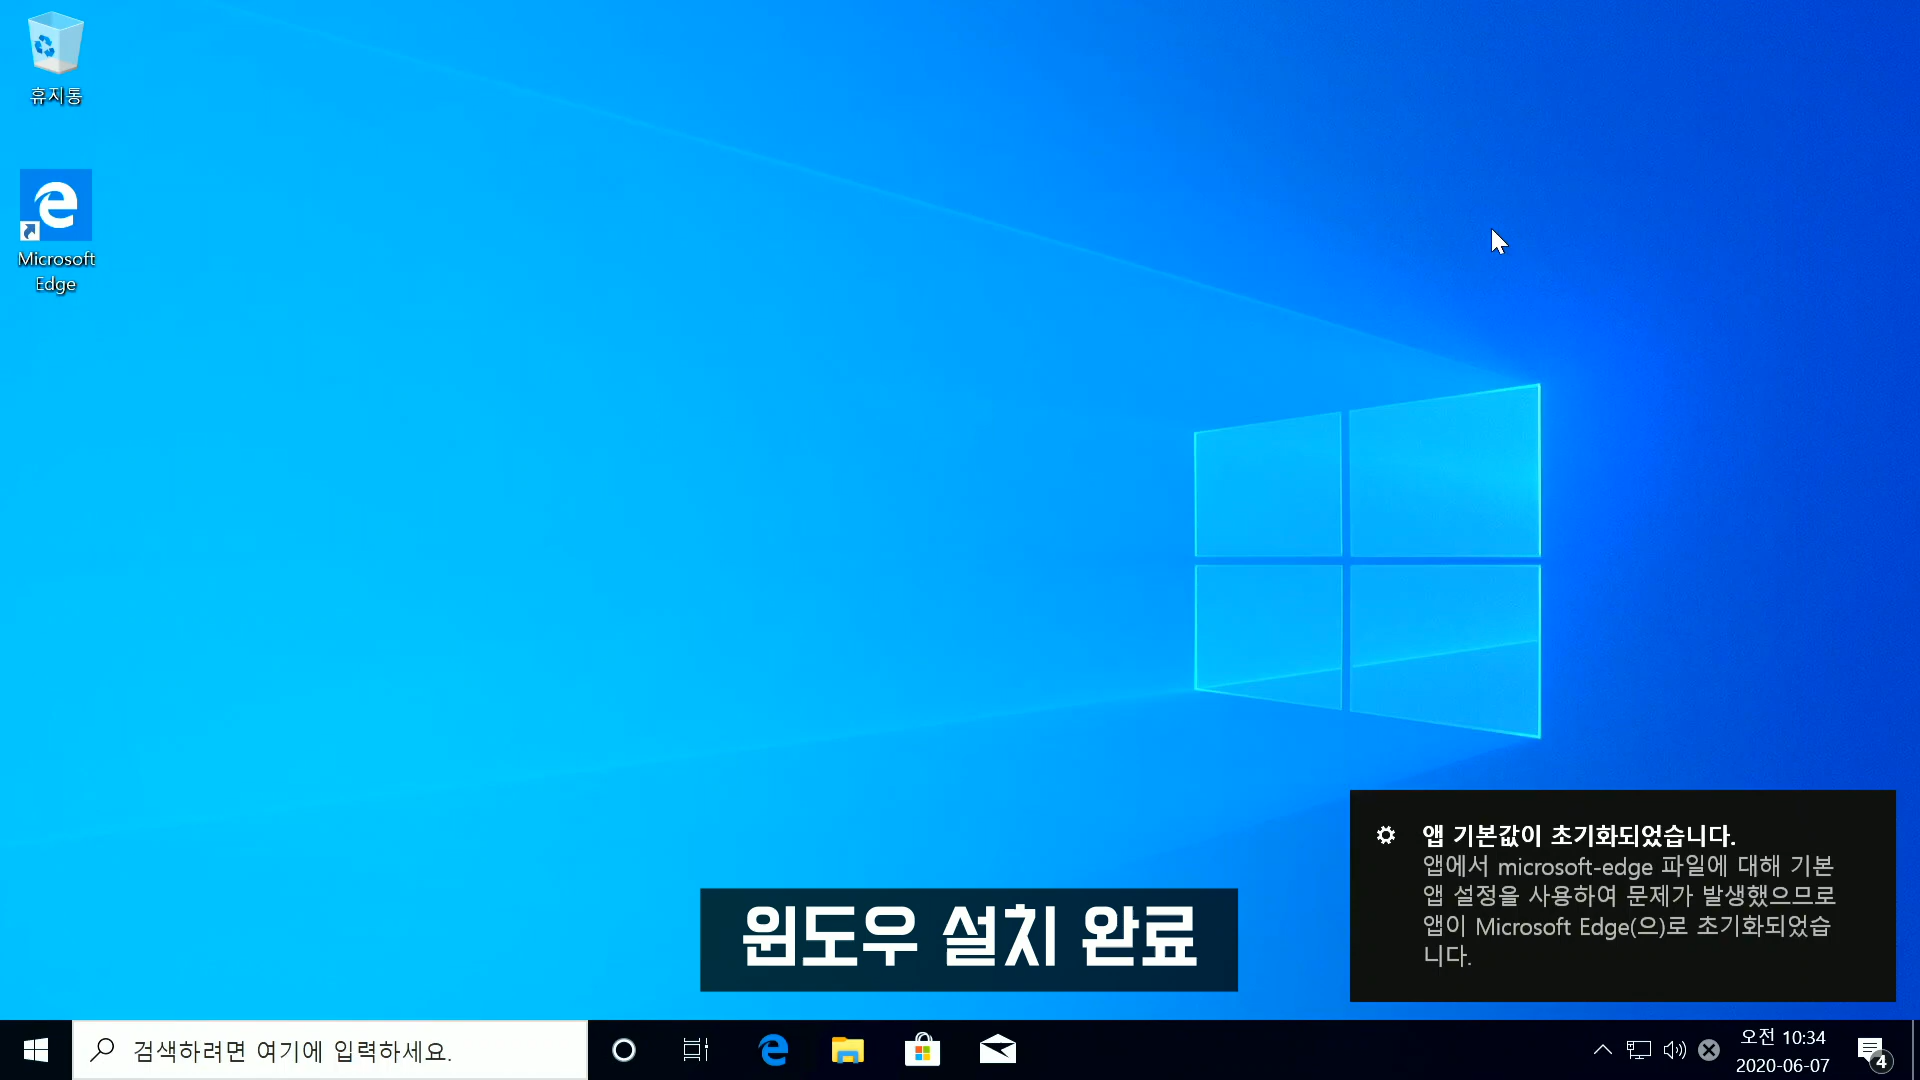 휴지통
Microsoft
Edge
앱 기본값이 초기화되었습니다.
앱에서 microsoft-edge 파일에 대해 기본
앱 설정을 사용하여 문제가 발생했으므로
앱이 Microsoft Edge(으)로 초기화되었습
니다.
윈도우 설치 완료
검색하려면 여기에 입력하세요.
오전 10:34
2020-06-07
4